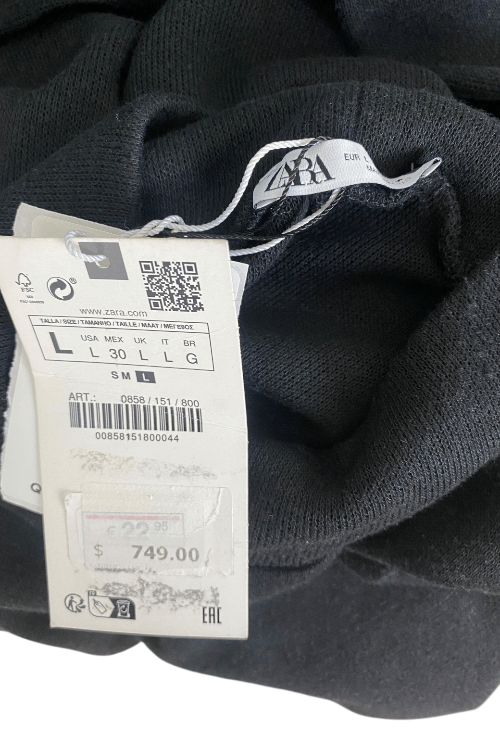 ZARA
EUR L
FSC
www.zara.com
TALLA / SIZE / TAMANHO / TAILLE / MAAT / ΜΕΓΕΘΟΣ
L
USA MEX UK IT BR
L 30 L L G
S M L
ART.: 0858 / 151 / 800
00858151800044
€ 22.95
$ 749.00
EAC